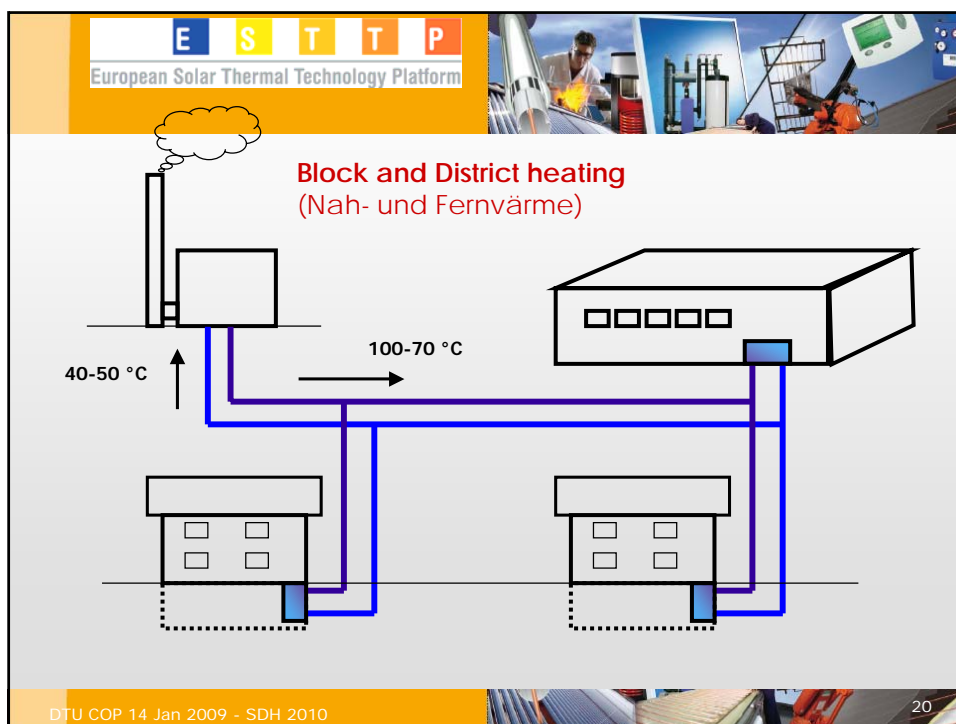 E S T T P
European Solar Thermal Technology Platform
Block and District heating
(Nah- und Fernvärme)
100-70 °C
40-50 °C
DTU COP 14 Jan 2009 - SDH 2010
20